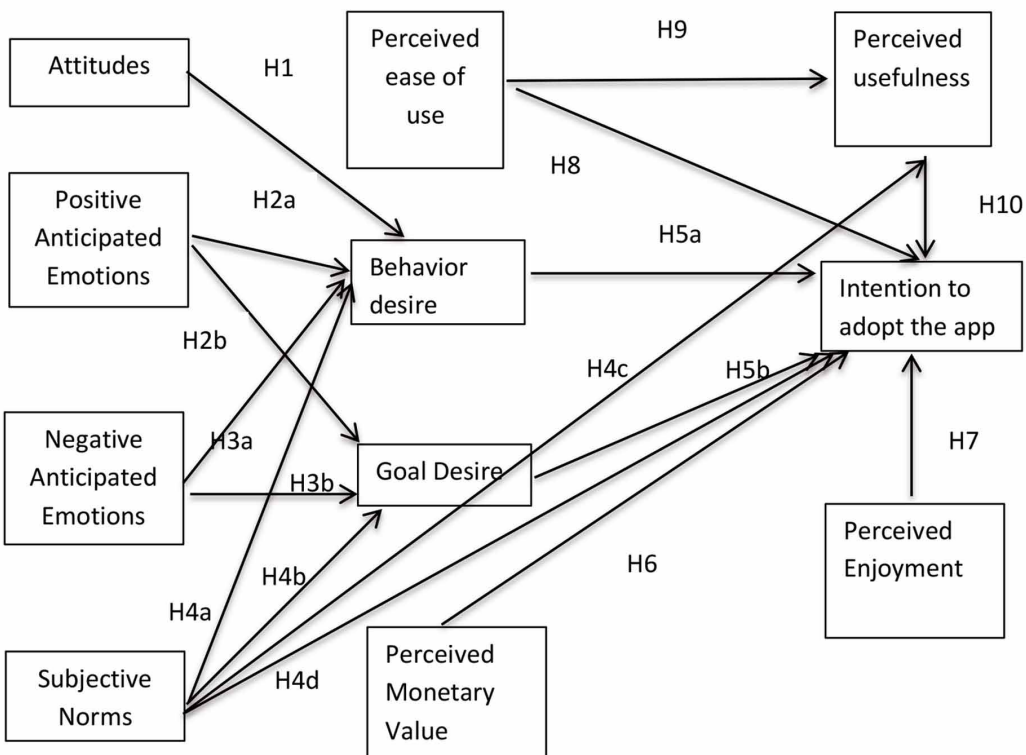 Attitudes
H1
Perceived
ease of
use
H9
Perceived
usefulness
Positive
Anticipated
Emotions
H2a
H8
H10
Behavior
desire
H5a
Intention to
adopt the app
H2b
H4c
H5b
Negative
Anticipated
Emotions
H3a
H3b
Goal Desire
H7
Perceived
Enjoyment
H4b
H4a
H6
Subjective
Norms
H4d
Perceived
Monetary
Value